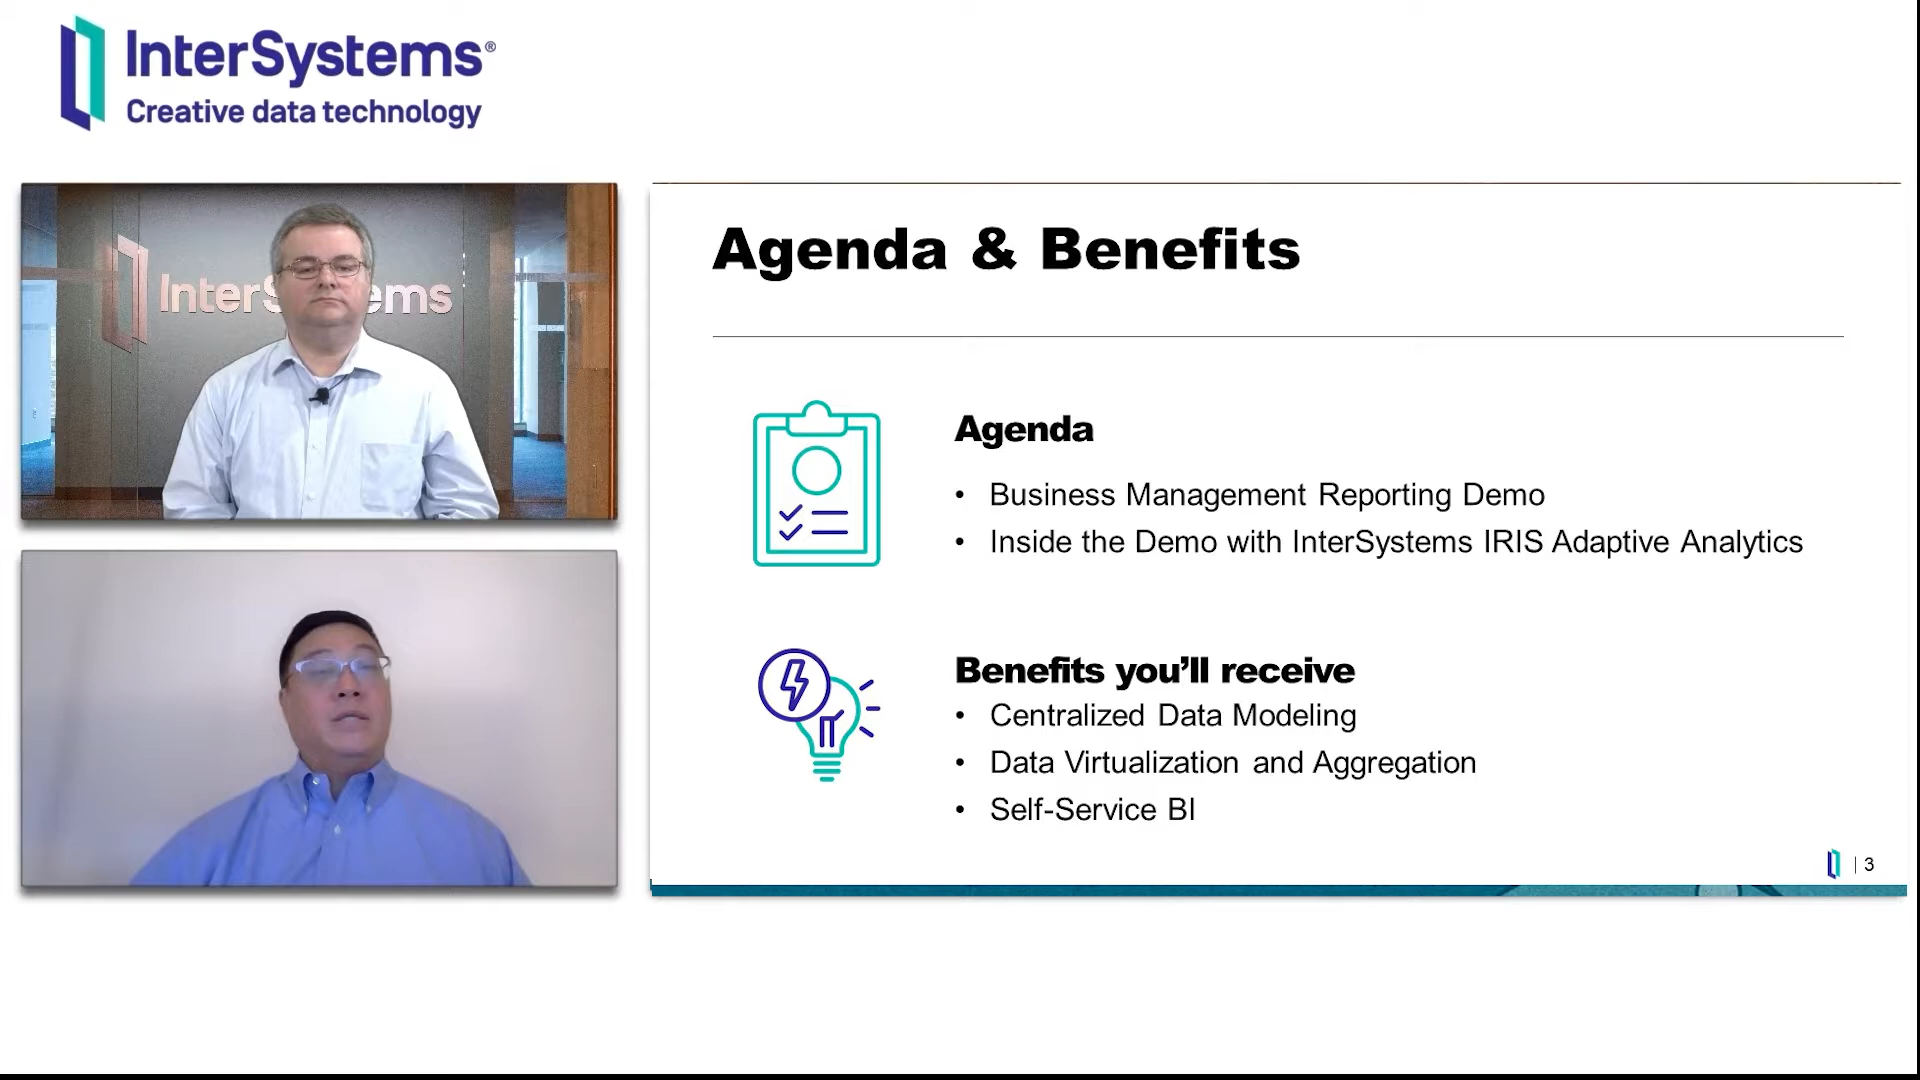 InterSystems®
Creative data technology
InterSystems
Agenda & Benefits
Agenda
• Business Management Reporting Demo
• Inside the Demo with InterSystems IRIS Adaptive Analytics
Benefits you’ll receive
• Centralized Data Modeling
• Data Virtualization and Aggregation
• Self-Service BI
| 3